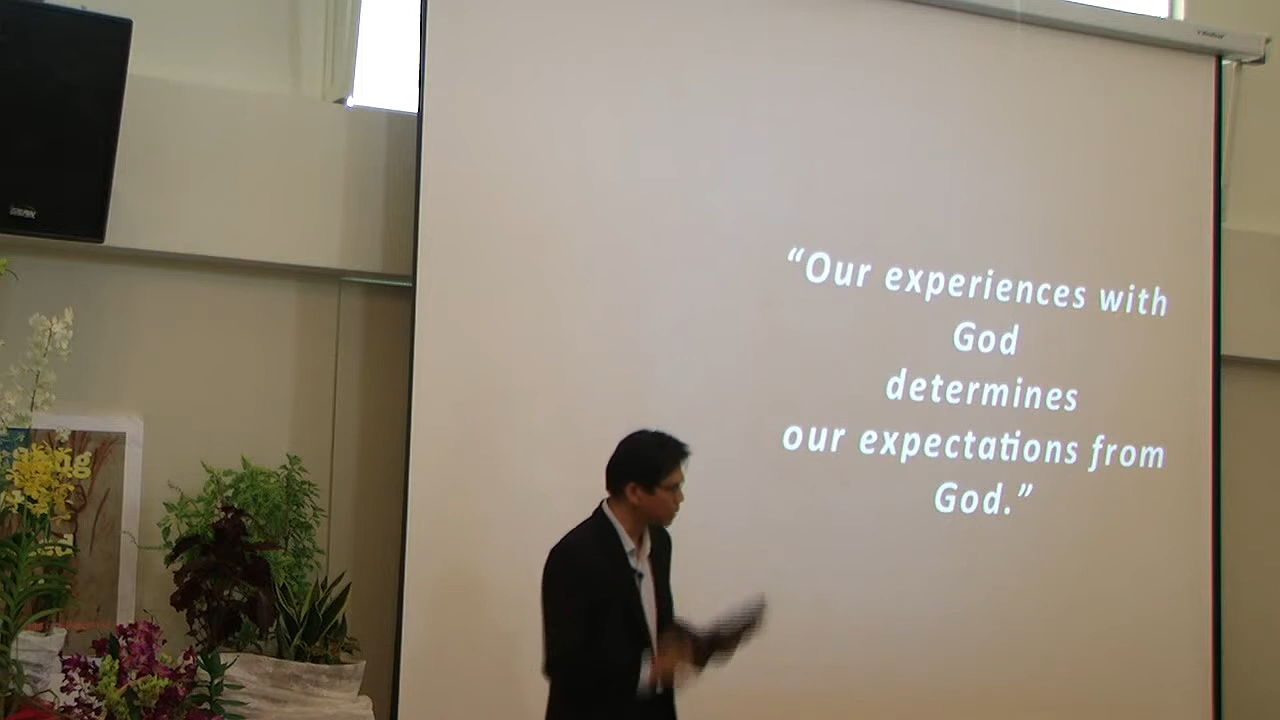 “Our experiences with
God
determines
our expectations from
God.”